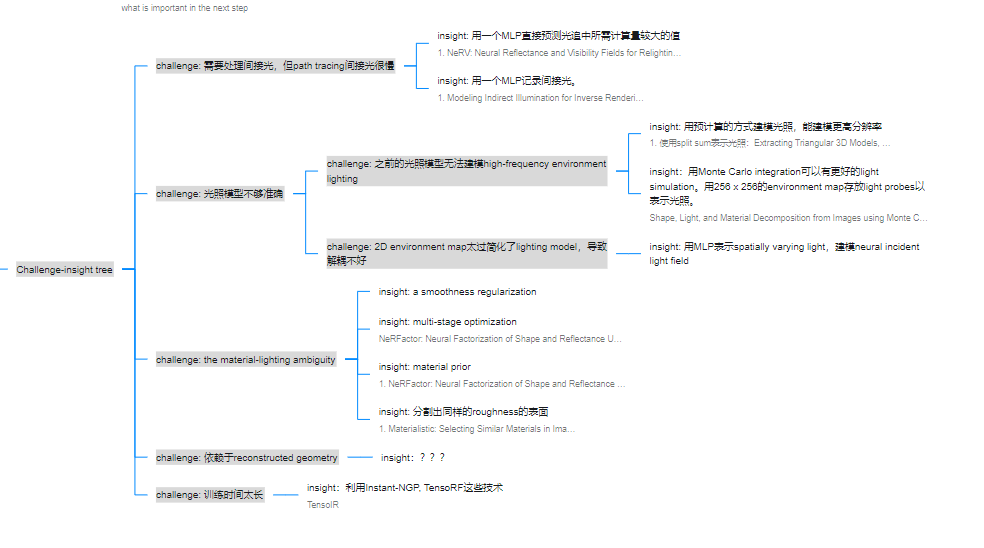 what is important in the next step
Challenge-insight tree
challenge: 需要处理间接光，但path tracing间接光很慢
insight: 用一个MLP直接预测光追中所需计算量较大的值
1. NeRV: Neural Reflectance and Visibility Fields for Relightin…
insight: 用一个MLP记录间接光。
1. Modeling Indirect Illumination for Inverse Renderi…
challenge: 光照模型不够准确
challenge: 之前的光照模型无法建模high-frequency environment
lighting
insight: 用预计算的方式建模光照，能建模更高分辨率
1. 使用split sum表示光照：Extracting Triangular 3D Models, …
insight：用Monte Carlo integration可以有更好的light
simulation。用256 x 256的environment map存放light probes以
表示光照。
Shape, Light, and Material Decomposition from Images using Monte C…
challenge: 2D environment map太过简化了lighting model，导致
解耦不好
insight: 用MLP表示spatially varying light，建模neural incident
light field
challenge: the material-lighting ambiguity
insight: a smoothness regularization
insight: multi-stage optimization
NeRFactor: Neural Factorization of Shape and Reflectance U…
insight: material prior
1. NeRFactor: Neural Factorization of Shape and Reflectance …
insight: 分割出同样的roughness的表面
1. Materialistic: Selecting Similar Materials in Ima…
challenge: 依赖于reconstructed geometry
insight：？？？
challenge: 训练时间太长
insight：利用Instant-NGP, TensoRF这些技术
TensoIR